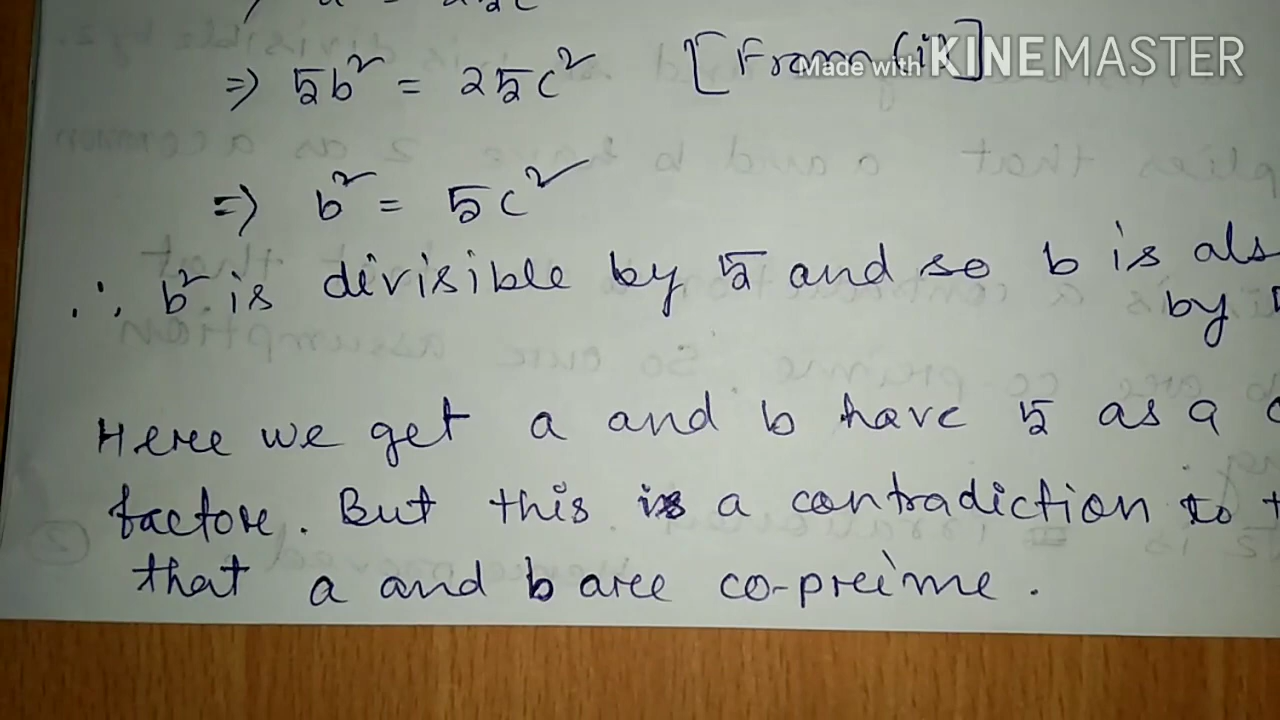 ⇒ 5b² = 25c² [From (i)]
Made with KINEMASTER
⇒ b² = 5c²
∴ b² is divisible by 5 and so b is als
by
Here we get a and b have 5 as a
factore. But this is a contradiction to
that a and b aree co-preime.